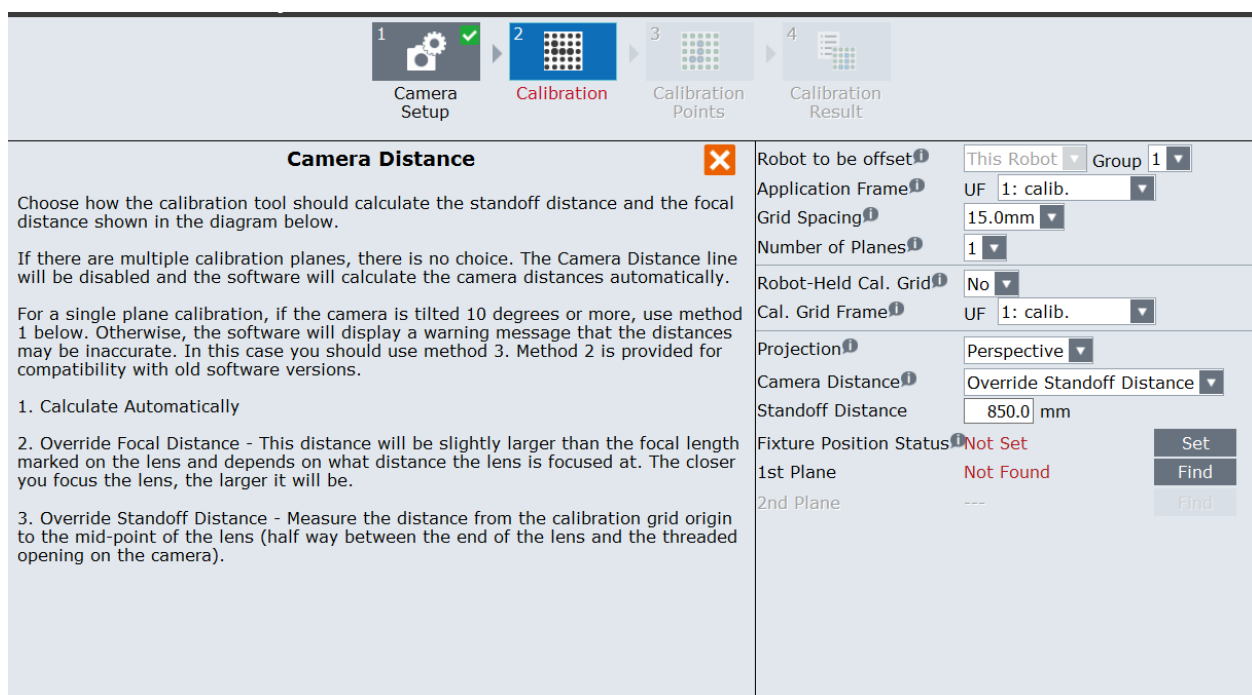 1
2
3
4
Camera
Setup
Calibration
Calibration
Points
Calibration
Result
Camera Distance
Choose how the calibration tool should calculate the standoff distance and the focal
distance shown in the diagram below.
If there are multiple calibration planes, there is no choice. The Camera Distance line
will be disabled and the software will calculate the camera distances automatically.
For a single plane calibration, if the camera is tilted 10 degrees or more, use method
1 below. Otherwise, the software will display a warning message that the distances
may be inaccurate. In this case you should use method 3. Method 2 is provided for
compatibility with old software versions.
1. Calculate Automatically
2. Override Focal Distance - This distance will be slightly larger than the focal length
marked on the lens and depends on what distance the lens is focused at. The closer
you focus the lens, the larger it will be.
3. Override Standoff Distance - Measure the distance from the calibration grid origin
to the mid-point of the lens (half way between the end of the lens and the threaded
opening on the camera).
Robot to be offset This Robot Group 1
Application Frame UF 1: calib.
Grid Spacing 15.0mm
Number of Planes 1
Robot-Held Cal. Grid No
Cal. Grid Frame UF 1: calib.
Projection Perspective
Camera Distance Override Standoff Distance
Standoff Distance 850.0 mm
Fixture Position Status Not Set Set
1st Plane Not Found Find
2nd Plane --- Find